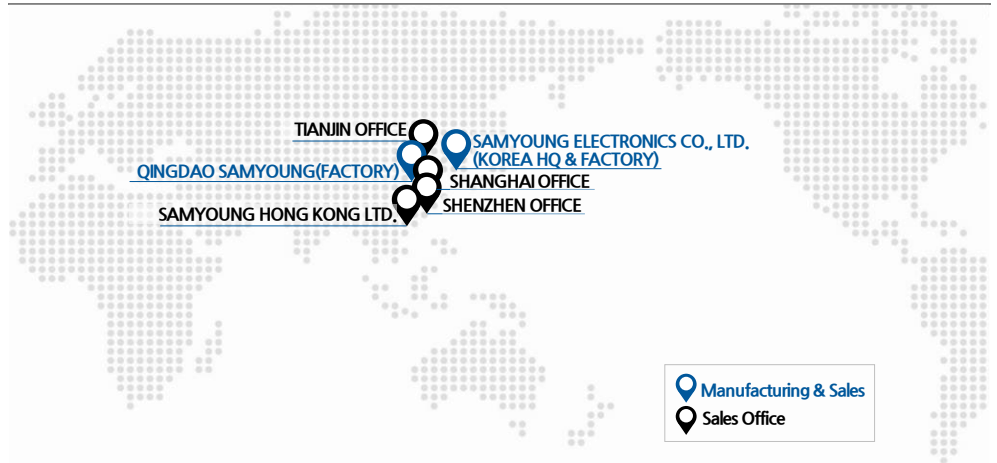 TIANJIN OFFICE
SAMYOUNG ELECTRONICS CO., LTD.
(KOREA HQ & FACTORY)
QINGDAO SAMYOUNG(FACTORY)
SHANGHAI OFFICE
SHENZHEN OFFICE
SAMYOUNG HONG KONG LTD.
Manufacturing & Sales
Sales Office